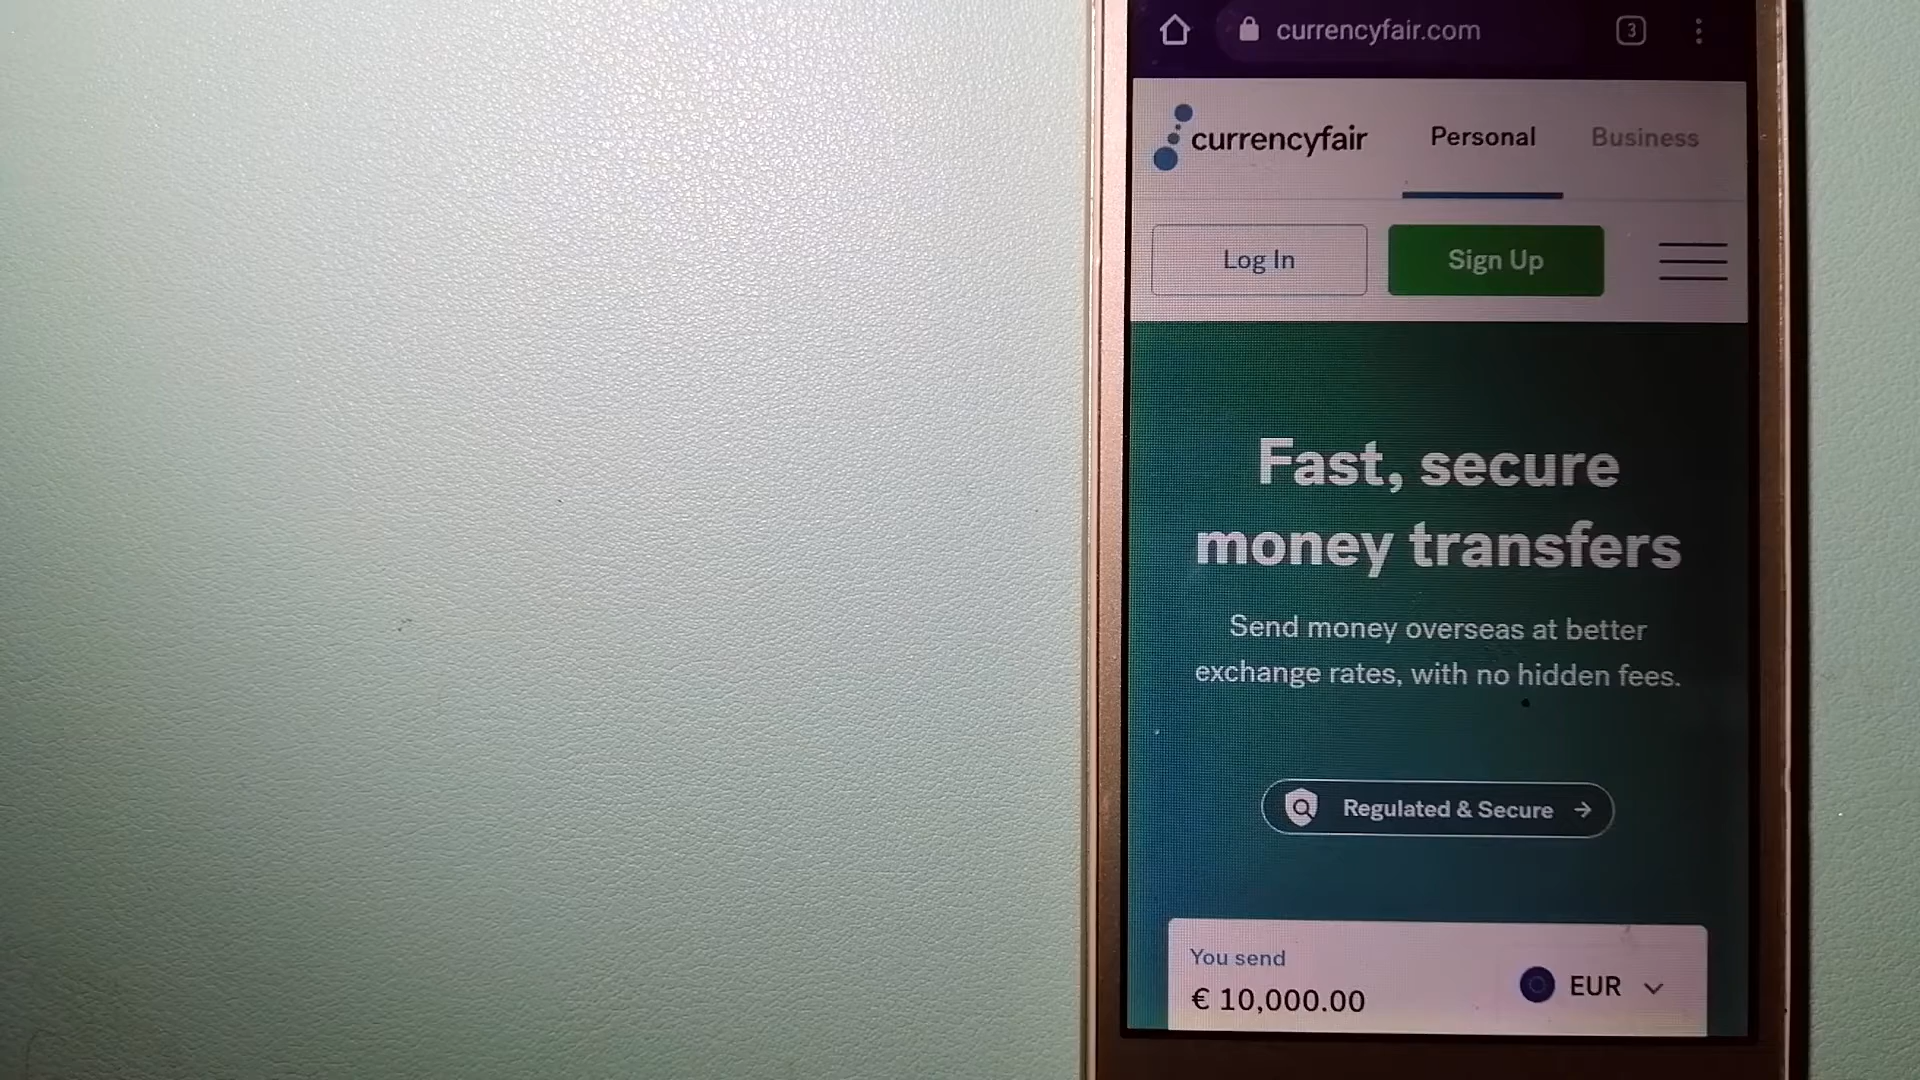 currencyfair.com
3
currencyfair
Personal
Business
Log In
Sign Up
Fast, secure
money transfers
Send money overseas at better
exchange rates, with no hidden fees.
Regulated & Secure →
You send
€ 10,000.00
EUR